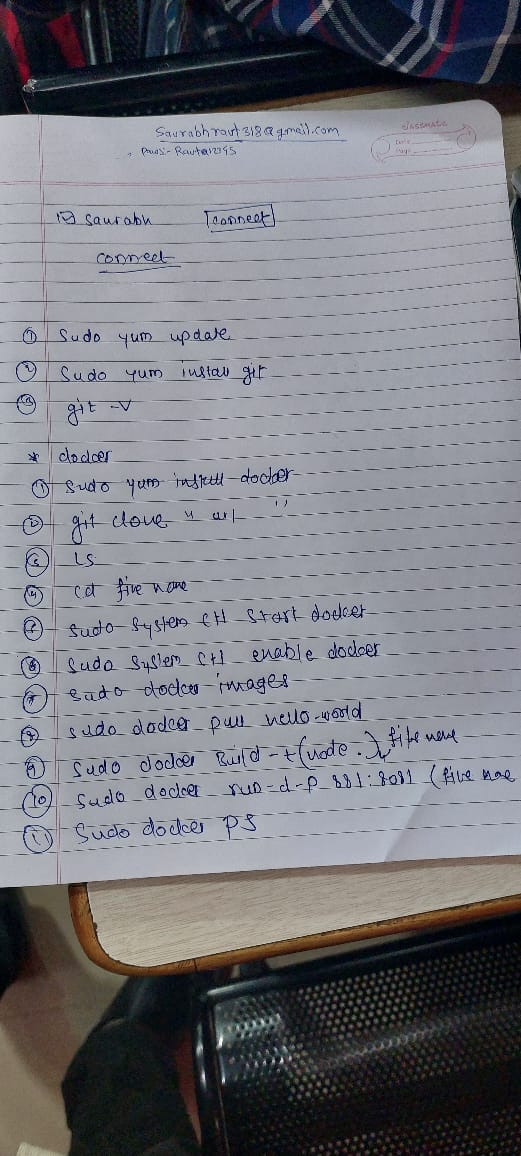 Saurabhraut318@gmail.com
Pass:- Raut@12345
classmate
Date
Page
☑ Saurabh [connect]
connect
① Sudo yum update
② Sudo yum install git
③ git -v
* docker
① Sudo yum install docker
② git clone " url "
③ LS
④ cd file name
⑤ Sudo System ctl start docker
⑥ Sudo System ctl enable docker
⑦ Sudo docker images
⑧ sudo docker pull hello-world
⑨ Sudo docker Build -t (node .) file name
⑩ Sudo docker run -d -p 881:8081 (file name
⑪ Sudo docker ps